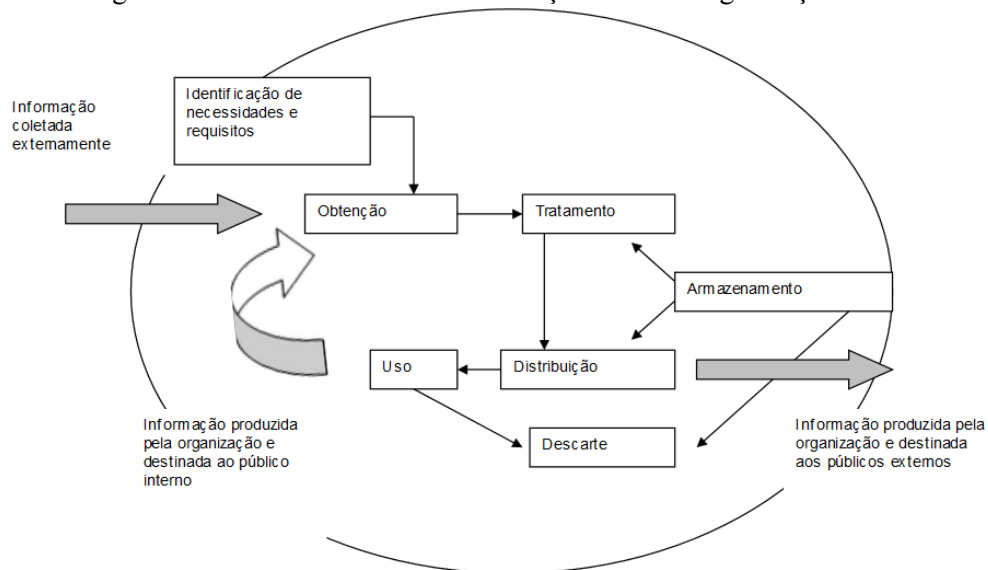 Identificação de
necessidades e
requisitos
Informação
coletada
externamente
Obtenção
Tratamento
Armazenamento
Uso
Distribuição
Descarte
Informação produzida
pela organização e
destinada ao público
interno
Informação produzida pela
organização e destinada
aos públicos externos